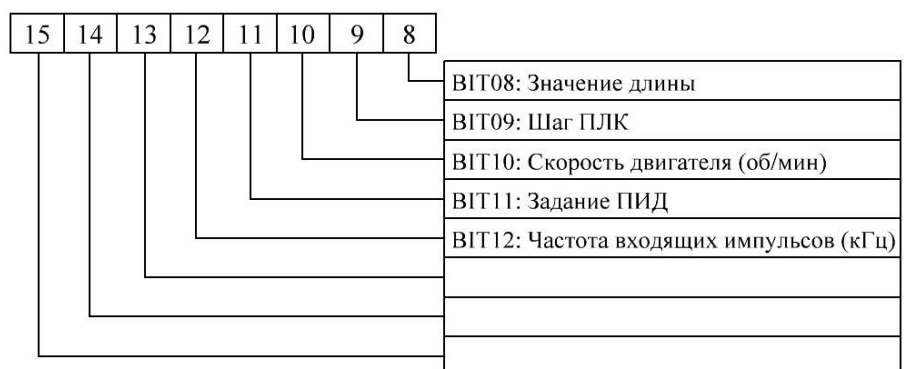 15 14 13 12 11 10 9 8
BIT08: Значение длины
BIT09: Шаг ПЛК
BIT10: Скорость двигателя (об/мин)
BIT11: Задание ПИД
BIT12: Частота входящих импульсов (кГц)